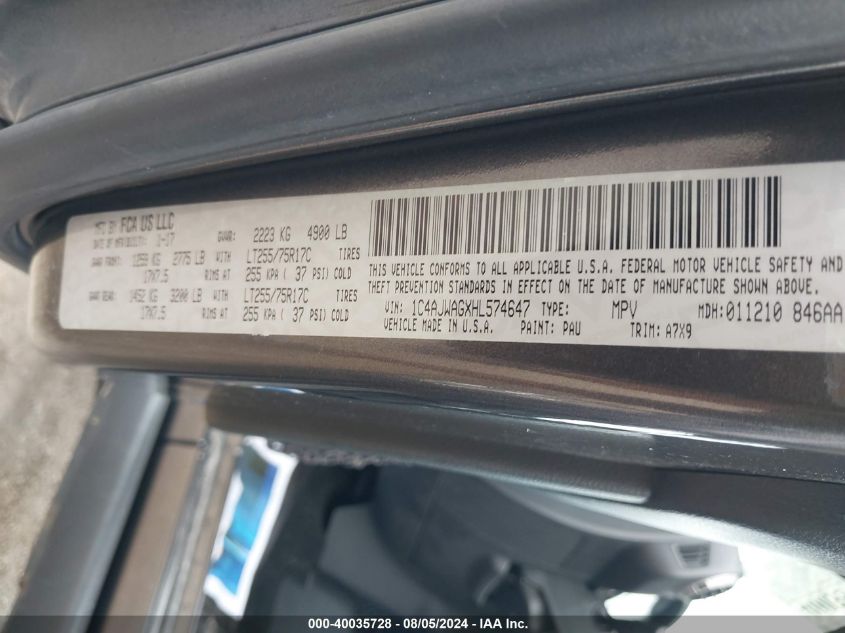 MFD BY FCA US LLC
DATE OF MFR(BUILT): 1-17 GVWR: 2223 KG 4900 LB
GAWR FRONT: 1259 KG 2775 LB WITH LT255/75R17C TIRES
17X7.5 RIMS AT 255 KPA ( 37 PSI) COLD
GAWR REAR: 1452 KG 3200 LB WITH LT255/75R17C TIRES
17X7.5 RIMS AT 255 KPA ( 37 PSI) COLD
THIS VEHICLE CONFORMS TO ALL APPLICABLE U.S.A. FEDERAL MOTOR VEHICLE SAFETY AND
THEFT PREVENTION STANDARDS IN EFFECT ON THE DATE OF MANUFACTURE SHOWN ABOVE.
VIN: 1C4AJWAGXHL574647 TYPE: MPV MDH:011210 846AA
VEHICLE MADE IN U.S.A. PAINT: PAU TRIM: A7X9
000-40035728 - 08/05/2024 - IAA Inc.